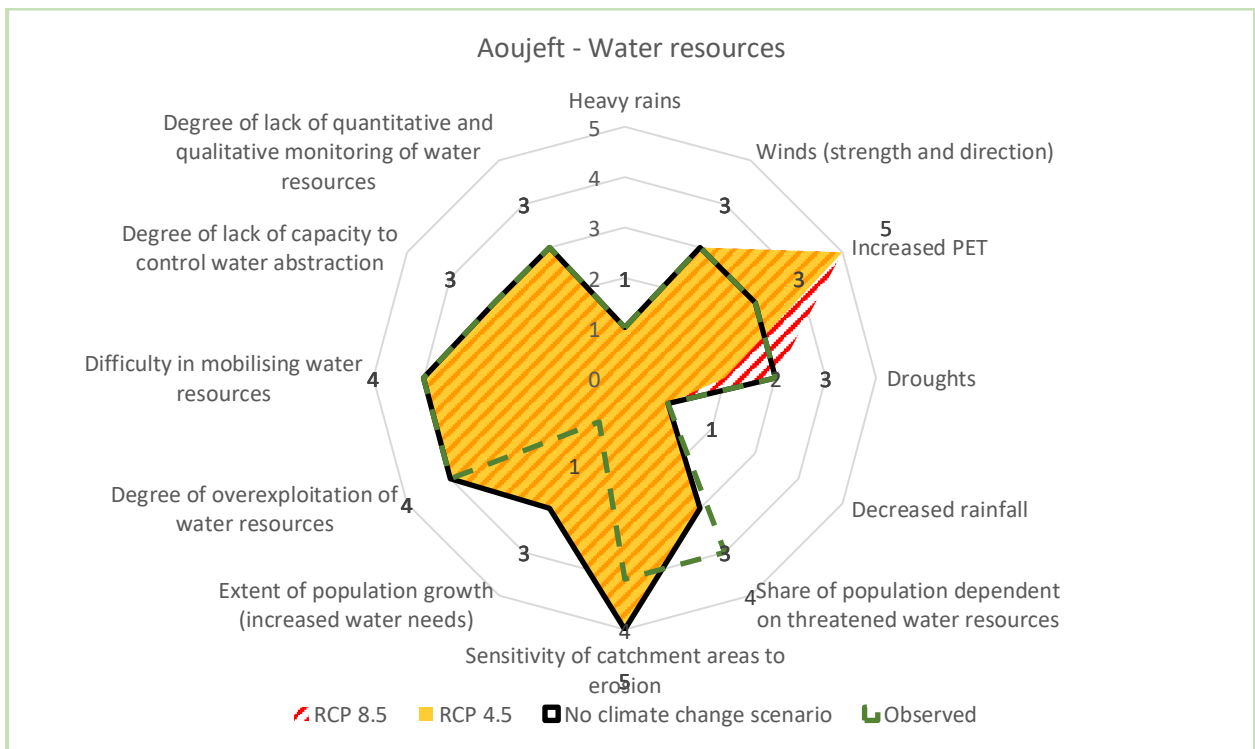 Aoujeft - Water resources
Heavy rains
Degree of lack of quantitative and
qualitative monitoring of water
resources
5
Winds (strength and direction)
4
3
3
Degree of lack of capacity to
control water abstraction
3
5
Increased PET
3
2
1
3
1
Difficulty in mobilising water
resources
4
0
2
3
Droughts
1
Degree of overexploitation of
water resources
4
1
Decreased rainfall
Extent of population growth
(increased water needs)
3
3
4
Share of population dependent
on threatened water resources
4
Sensitivity of catchment areas to
erosion
5
RCP 8.5
RCP 4.5
No climate change scenario
Observed